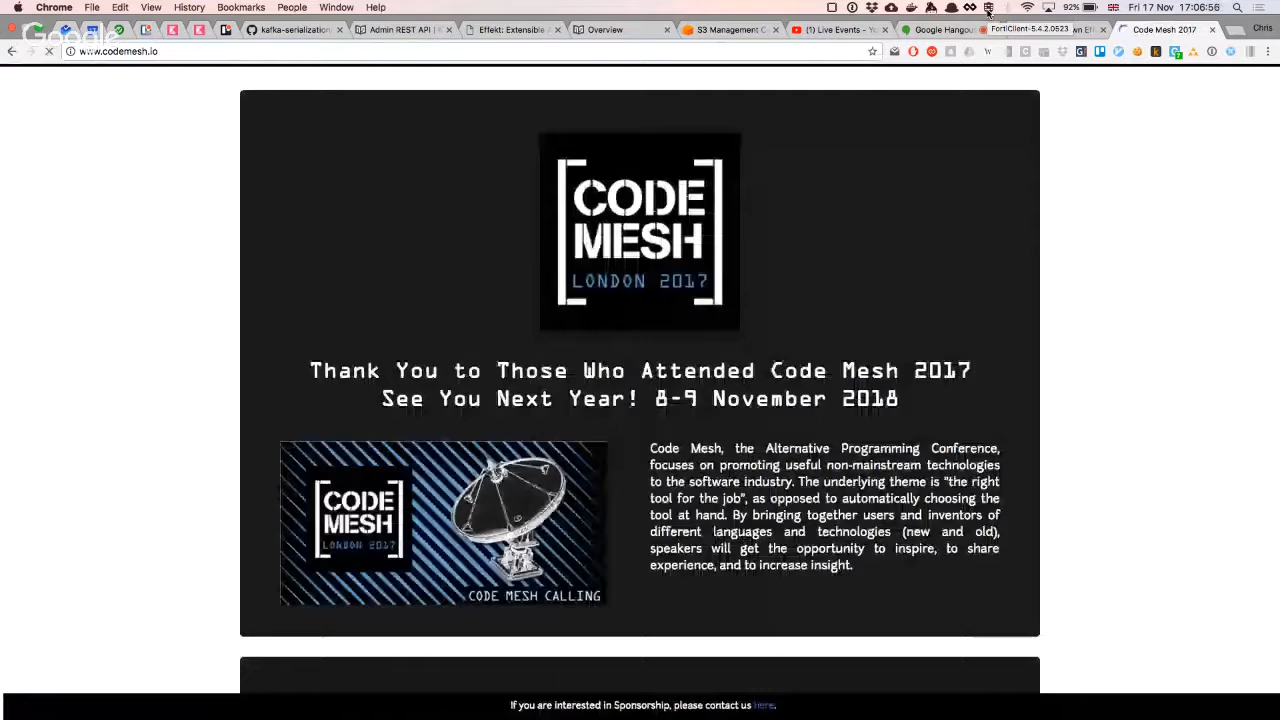 Chrome File Edit View History Bookmarks People Window Help 92% Fri 17 Nov 17:06:56
Google
kafka-serialization Admin REST API | K Effekt: Extensible A Overview S3 Management C (1) Live Events - Yo Google Hangou wn Ef Code Mesh 2017 Chris
FortiClient-5.4.2.0523
www.codemesh.io
CODE
MESH
LONDON 2017
Thank You to Those Who Attended Code Mesh 2017
See You Next Year! 8-9 November 2018
CODE
MESH
LONDON 2017
CODE MESH CALLING
Code Mesh, the Alternative Programming Conference,
focuses on promoting useful non-mainstream technologies
to the software industry. The underlying theme is "the right
tool for the job", as opposed to automatically choosing the
tool at hand. By bringing together users and inventors of
different languages and technologies (new and old),
speakers will get the opportunity to inspire, to share
experience, and to increase insight.
If you are interested in Sponsorship, please contact us here.